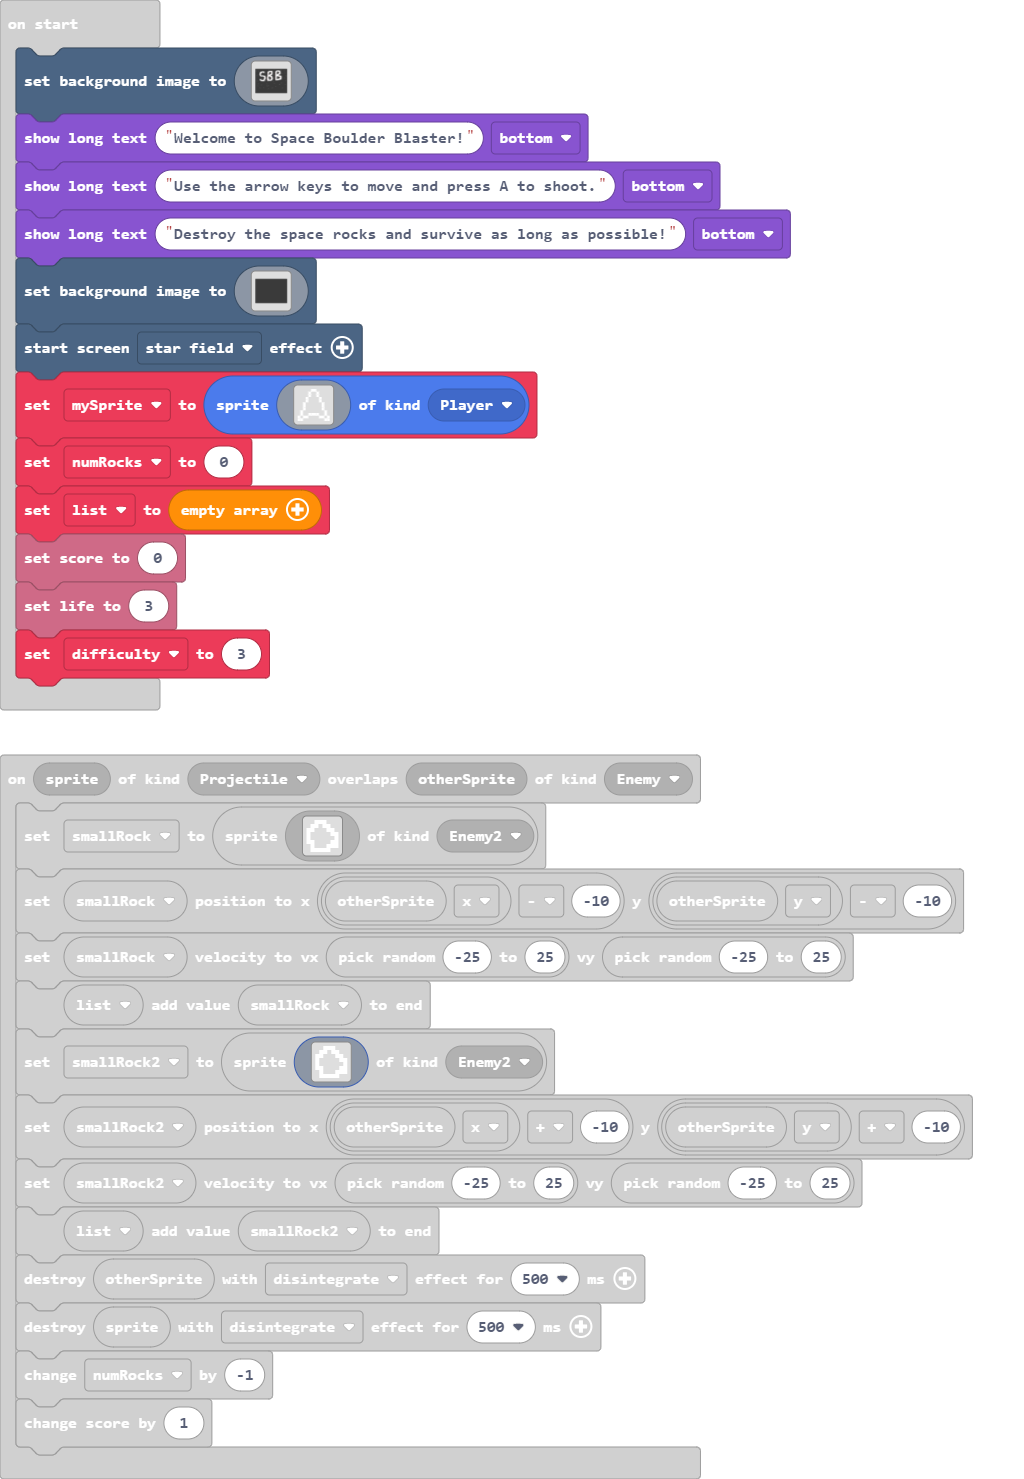 on start
set background image to SBB
show long text "Welcome to Space Boulder Blaster!" bottom
show long text "Use the arrow keys to move and press A to shoot." bottom
show long text "Destroy the space rocks and survive as long as possible!" bottom
set background image to
start screen star field effect
set mySprite to sprite of kind Player
set numRocks to 0
set list to empty array
set score to 0
set life to 3
set difficulty to 3
on sprite of kind Projectile overlaps otherSprite of kind Enemy
set smallRock to sprite of kind Enemy2
set smallRock position to x otherSprite x - -10 y otherSprite y - -10
set smallRock velocity to vx pick random -25 to 25 vy pick random -25 to 25
list add value smallRock to end
set smallRock2 to sprite of kind Enemy2
set smallRock2 position to x otherSprite x + -10 y otherSprite y + -10
set smallRock2 velocity to vx pick random -25 to 25 vy pick random -25 to 25
list add value smallRock2 to end
destroy otherSprite with disintegrate effect for 500 ms
destroy sprite with disintegrate effect for 500 ms
change numRocks by -1
change score by 1